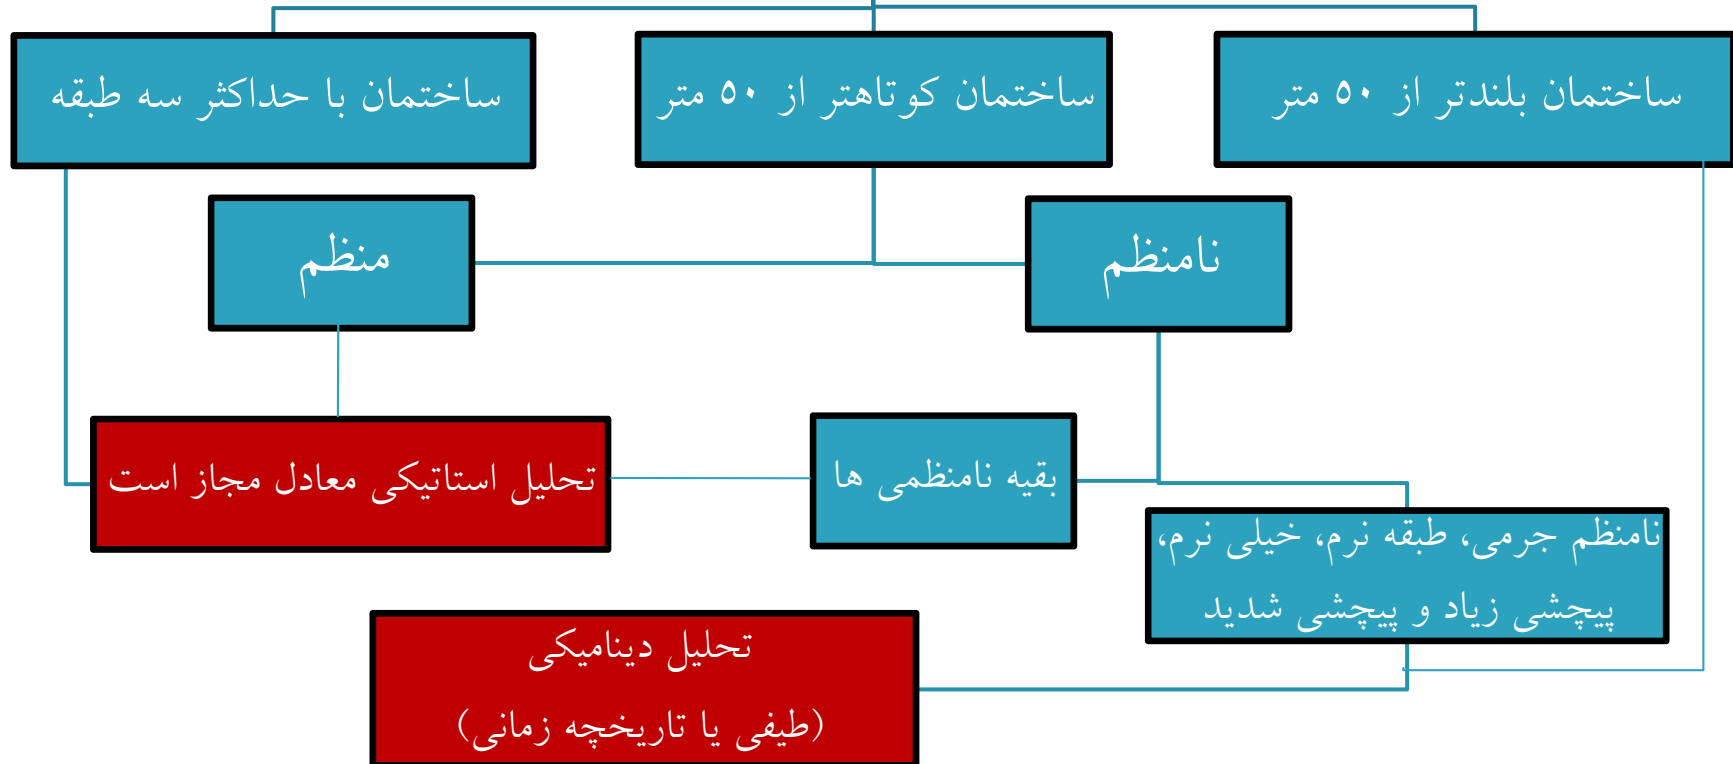 ساختمان بلندتر از ۵۰ متر
ساختمان کوتاهتر از ۵۰ متر
ساختمان با حداکثر سه طبقه
نامنظم
منظم
نامنظم جرمی، طبقه نرم، خیلی نرم،
پیچشی زیاد و پیچشی شدید
بقیه نامنظمی ها
تحلیل استاتیکی معادل مجاز است
تحلیل دینامیکی
(طیفی یا تاریخچه زمانی)